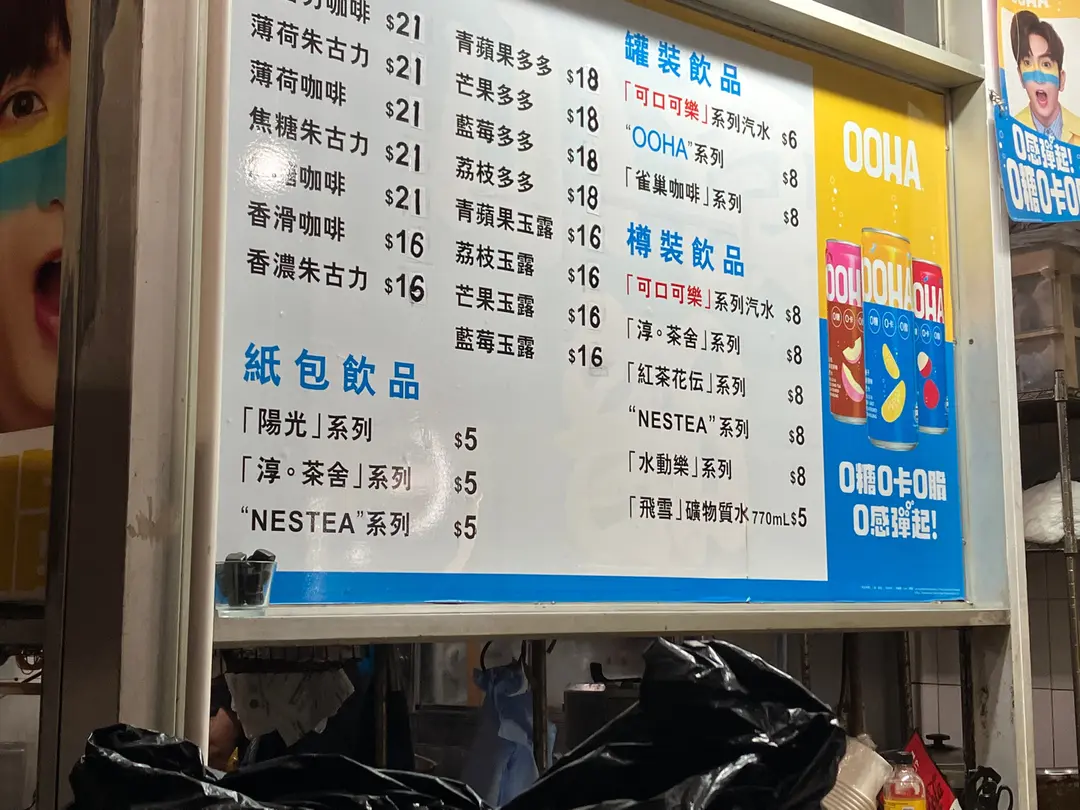 咖啡 $21
薄荷朱古力 $21
薄荷咖啡 $21
焦糖朱古力 $21
糖咖啡 $21
香滑咖啡 $16
香濃朱古力 $16
紙包飲品
「陽光」系列 $5
「淳。茶舍」系列 $5
“NESTEA”系列 $5
青蘋果多多 $18
芒果多多 $18
藍莓多多 $18
荔枝多多 $18
青蘋果玉露 $16
荔枝玉露 $16
芒果玉露 $16
藍莓玉露 $16
罐裝飲品
「可口可樂」系列汽水 $6
“OOHA”系列 $8
「雀巢咖啡」系列 $8
樽裝飲品
「可口可樂」系列汽水 $8
「淳。茶舍」系列 $8
「紅茶花伝」系列 $8
“NESTEA”系列 $8
「水動樂」系列 $8
「飛雪」礦物質水 770mL $5
OOHA
OOHA
OOHA
OOHA
0糖0卡0脂
0感彈起!
0感彈起!
0糖0卡0